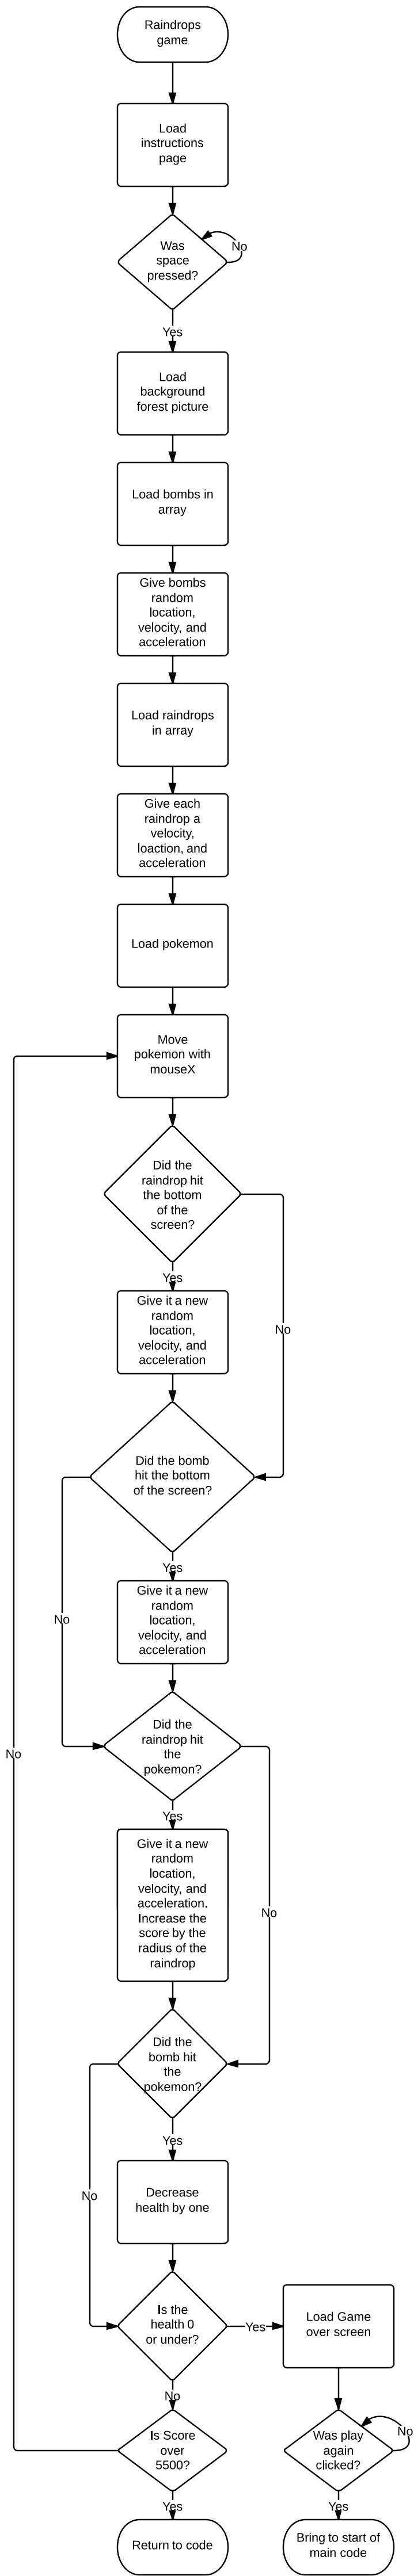 Raindrops
game
Load
instructions
page
Was
space
pressed?
No
Yes
Load
background
forest picture
Load bombs in
array
Give bombs
random
location,
velocity, and
acceleration
Load raindrops
in array
Give each
raindrop a
velocity,
loaction, and
acceleration
Load pokemon
Move
pokemon with
mouseX
Did the
raindrop hit
the bottom
of the
screen?
Yes
No
Give it a new
random
location,
velocity, and
acceleration
Did the bomb
hit the bottom
of the screen?
Yes
No
Give it a new
random
location,
velocity, and
acceleration
Did the
raindrop hit
the
pokemon?
No
Yes
No
Give it a new
random
location,
velocity, and
acceleration.
Increase the
score by the
radius of the
raindrop
Did the
bomb hit
the
pokemon?
Yes
No
Decrease
health by one
Is the
health 0
or under?
Yes
Load Game
over screen
No
Is Score
over
5500?
Was play
again
clicked?
No
Yes
Yes
Return to code
Bring to start of
main code